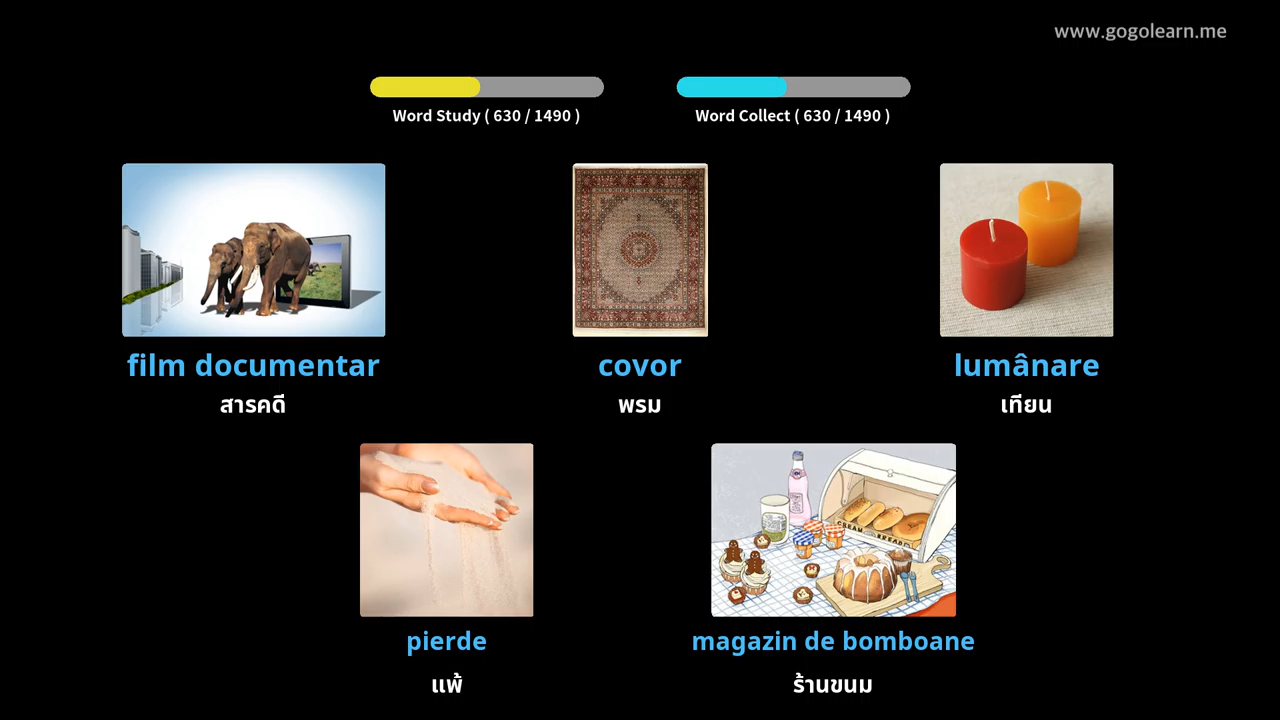 www.gogolearn.me
Word Study ( 630 / 1490 )
Word Collect ( 630 / 1490 )
film documentar
covor
lumânare
สารคดี
พรม
เทียน
CREAM BREAD
pierde
magazin de bomboane
แพ้
ร้านขนม